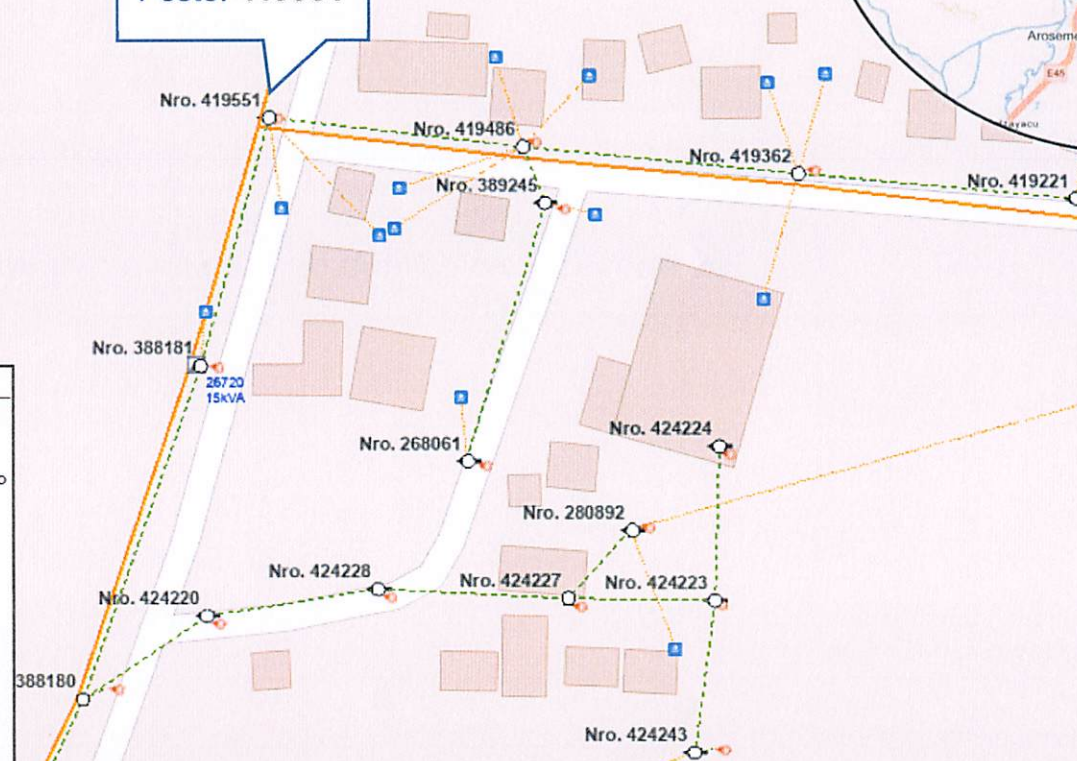 Arosem
E45
Nro. 419551
Nro. 419486
Nro. 419362
Nro. 389245
Nro. 419221
Nro. 388181
26720
15kVA
Nro. 268061
Nro. 424224
Nro. 280892
Nro. 424228
Nro. 424227
Nro. 424223
Nro. 424220
388180
Nro. 424243